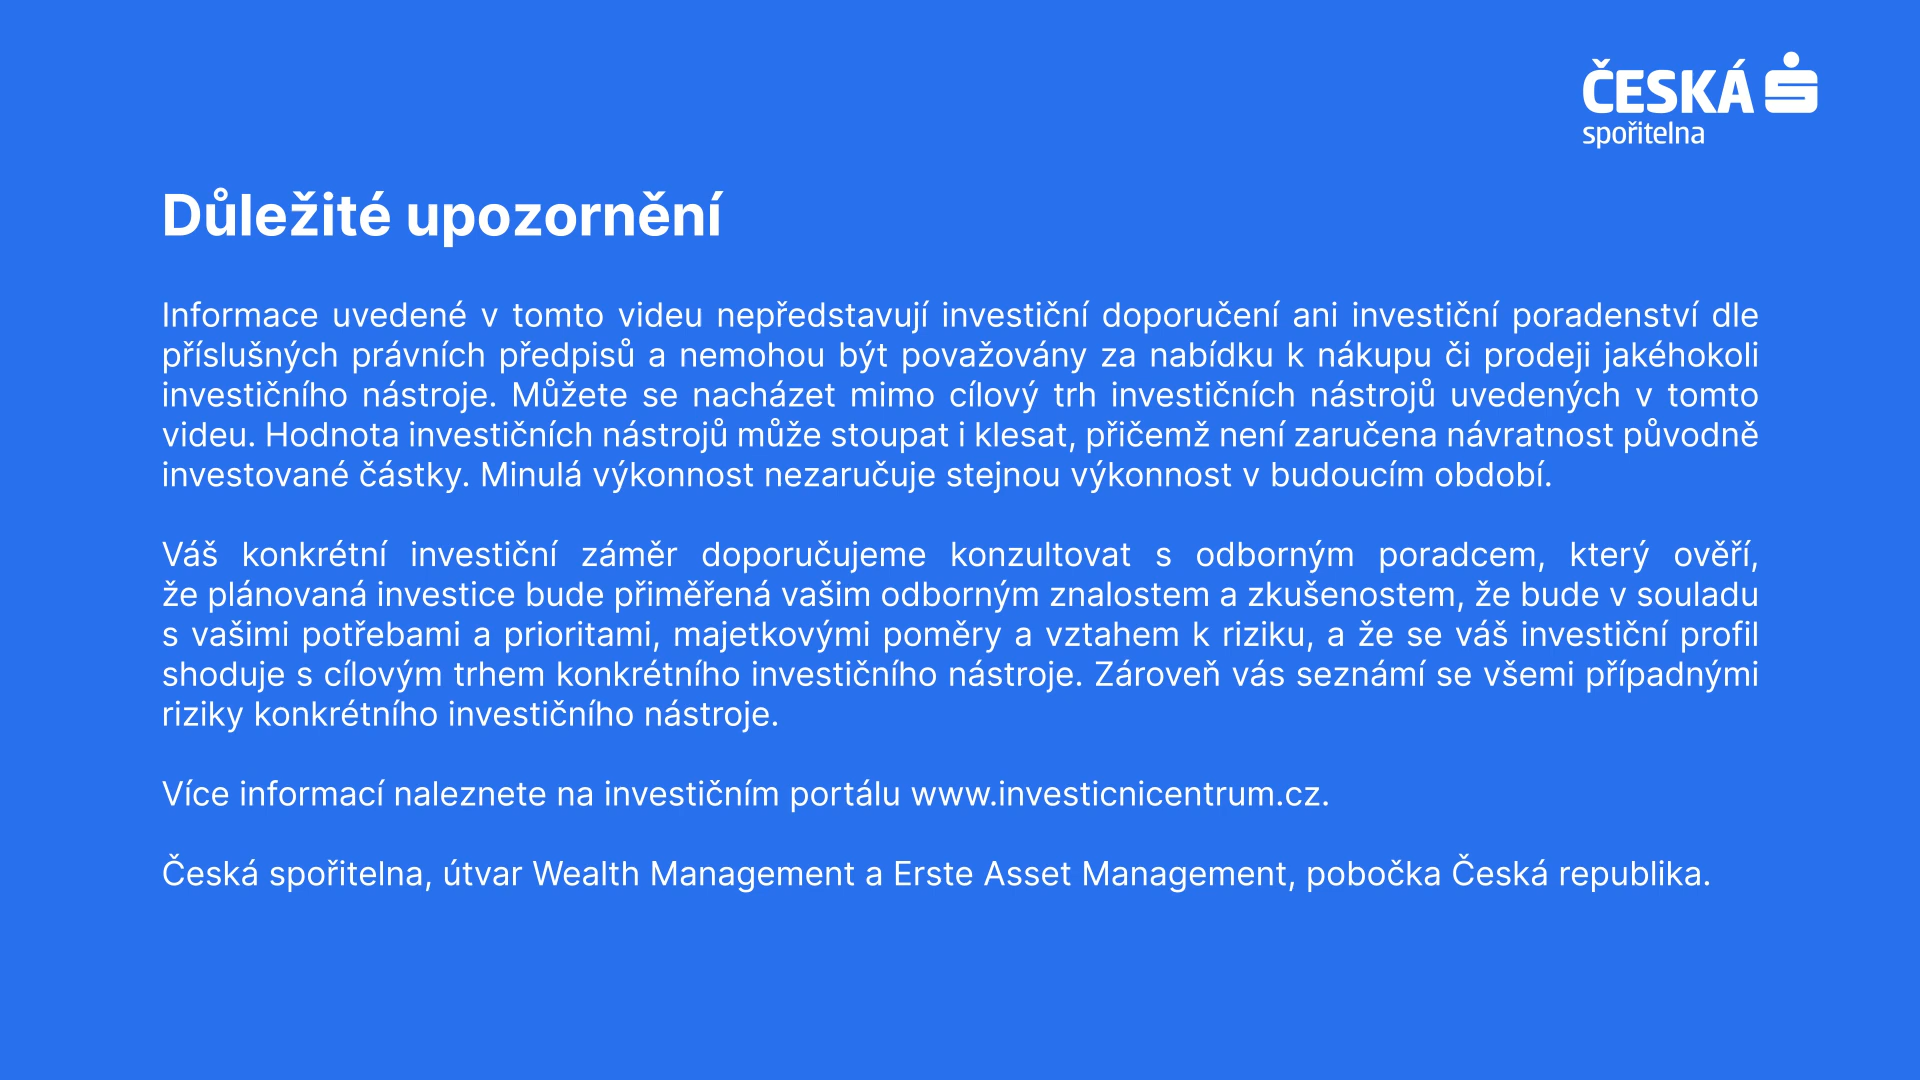 ČESKÁ
spořitelna
Důležité upozornění
Informace uvedené v tomto videu nepředstavují investiční doporučení ani investiční poradenství dle
příslušných právních předpisů a nemohou být považovány za nabídku k nákupu či prodeji jakéhokoli
investičního nástroje. Můžete se nacházet mimo cílový trh investičních nástrojů uvedených v tomto
videu. Hodnota investičních nástrojů může stoupat i klesat, přičemž není zaručena návratnost původně
investované částky. Minulá výkonnost nezaručuje stejnou výkonnost v budoucím období.
Váš konkrétní investiční záměr doporučujeme konzultovat s odborným poradcem, který ověří,
že plánovaná investice bude přiměřená vašim odborným znalostem a zkušenostem, že bude v souladu
s vašimi potřebami a prioritami, majetkovými poměry a vztahem k riziku, a že se váš investiční profil
shoduje s cílovým trhem konkrétního investičního nástroje. Zároveň vás seznámí se všemi případnými
riziky konkrétního investičního nástroje.
Více informací naleznete na investičním portálu www.investicnicentrum.cz.
Česká spořitelna, útvar Wealth Management a Erste Asset Management, pobočka Česká republika.